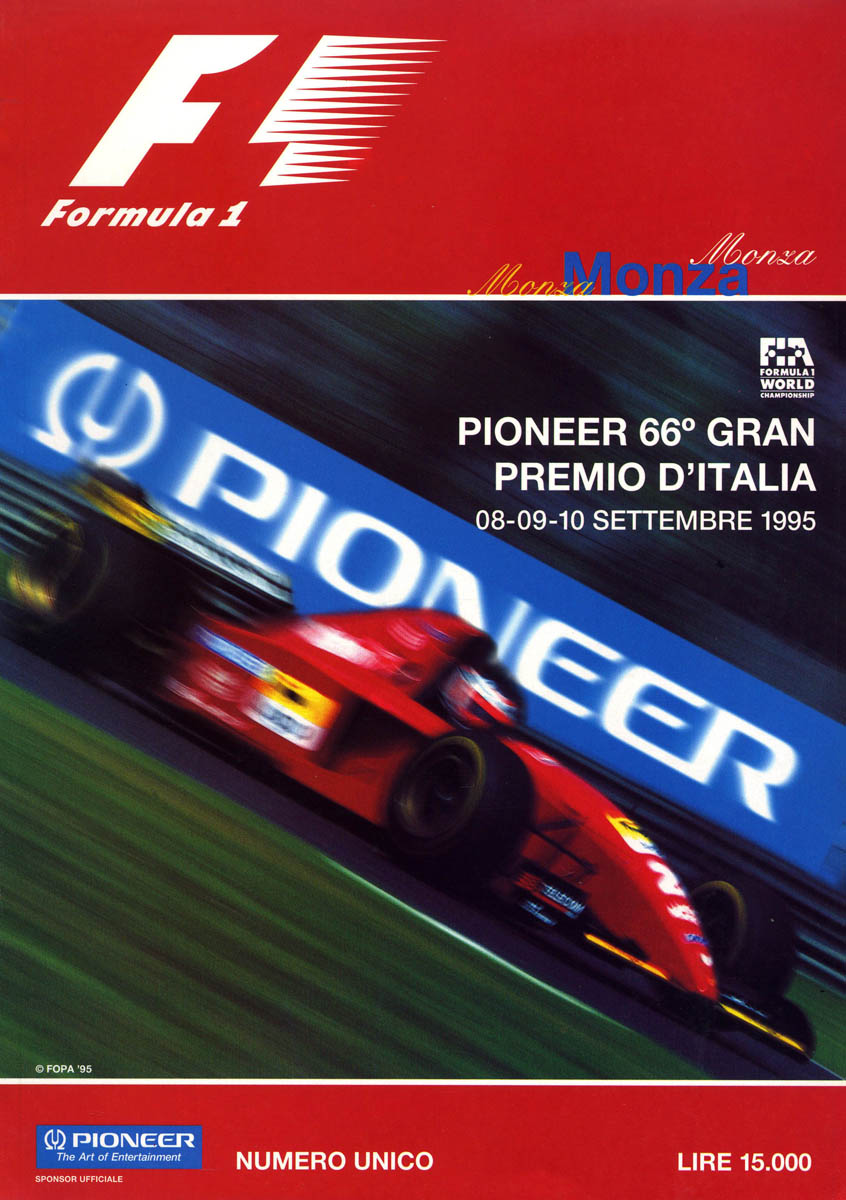 F1
Formula 1
Monza Monza Monza
FIA
FORMULA 1
WORLD
CHAMPIONSHIP
PIONEER 66º GRAN
PREMIO D'ITALIA
08-09-10 SETTEMBRE 1995
PIONEER
TELECOM
© FOPA '95
PIONEER
The Art of Entertainment
SPONSOR UFFICIALE
NUMERO UNICO
LIRE 15.000